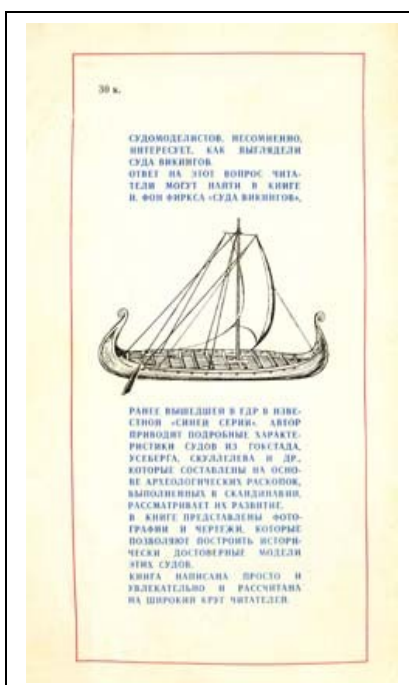 30 к.
СУДОМОДЕЛИСТОВ, НЕСОМНЕННО,
ИНТЕРЕСУЕТ, КАК ВЫГЛЯДЕЛИ
СУДА ВИКИНГОВ.
ОТВЕТ НА ЭТОТ ВОПРОС ЧИТА-
ТЕЛИ МОГУТ НАЙТИ В КНИГЕ
И. ФОН ФИРКСА «СУДА ВИКИНГОВ»,
РАНЕЕ ВЫШЕДШЕЙ В ГДР В ИЗВЕ-
СТНОЙ «СИНЕЙ СЕРИИ». АВТОР
ПРИВОДИТ ПОДРОБНЫЕ ХАРАКТЕ-
РИСТИКИ СУДОВ ИЗ ГОКСТАДА,
УСЕБЕРГА, СКУЛЛЕЛЕВА И ДР.,
КОТОРЫЕ СОСТАВЛЕНЫ НА ОСНО-
ВЕ АРХЕОЛОГИЧЕСКИХ РАСКОПОК,
ВЫПОЛНЕННЫХ В СКАНДИНАВИИ,
РАССМАТРИВАЕТ ИХ РАЗВИТИЕ.
В КНИГЕ ПРЕДСТАВЛЕНЫ ФОТО-
ГРАФИИ И ЧЕРТЕЖИ, КОТОРЫЕ
ПОЗВОЛЯЮТ ПОСТРОИТЬ ИСТОРИ-
ЧЕСКИ ДОСТОВЕРНЫЕ МОДЕЛИ
ЭТИХ СУДОВ.
КНИГА НАПИСАНА ПРОСТО И
УВЛЕКАТЕЛЬНО И РАССЧИТАНА
НА ШИРОКИЙ КРУГ ЧИТАТЕЛЕЙ.